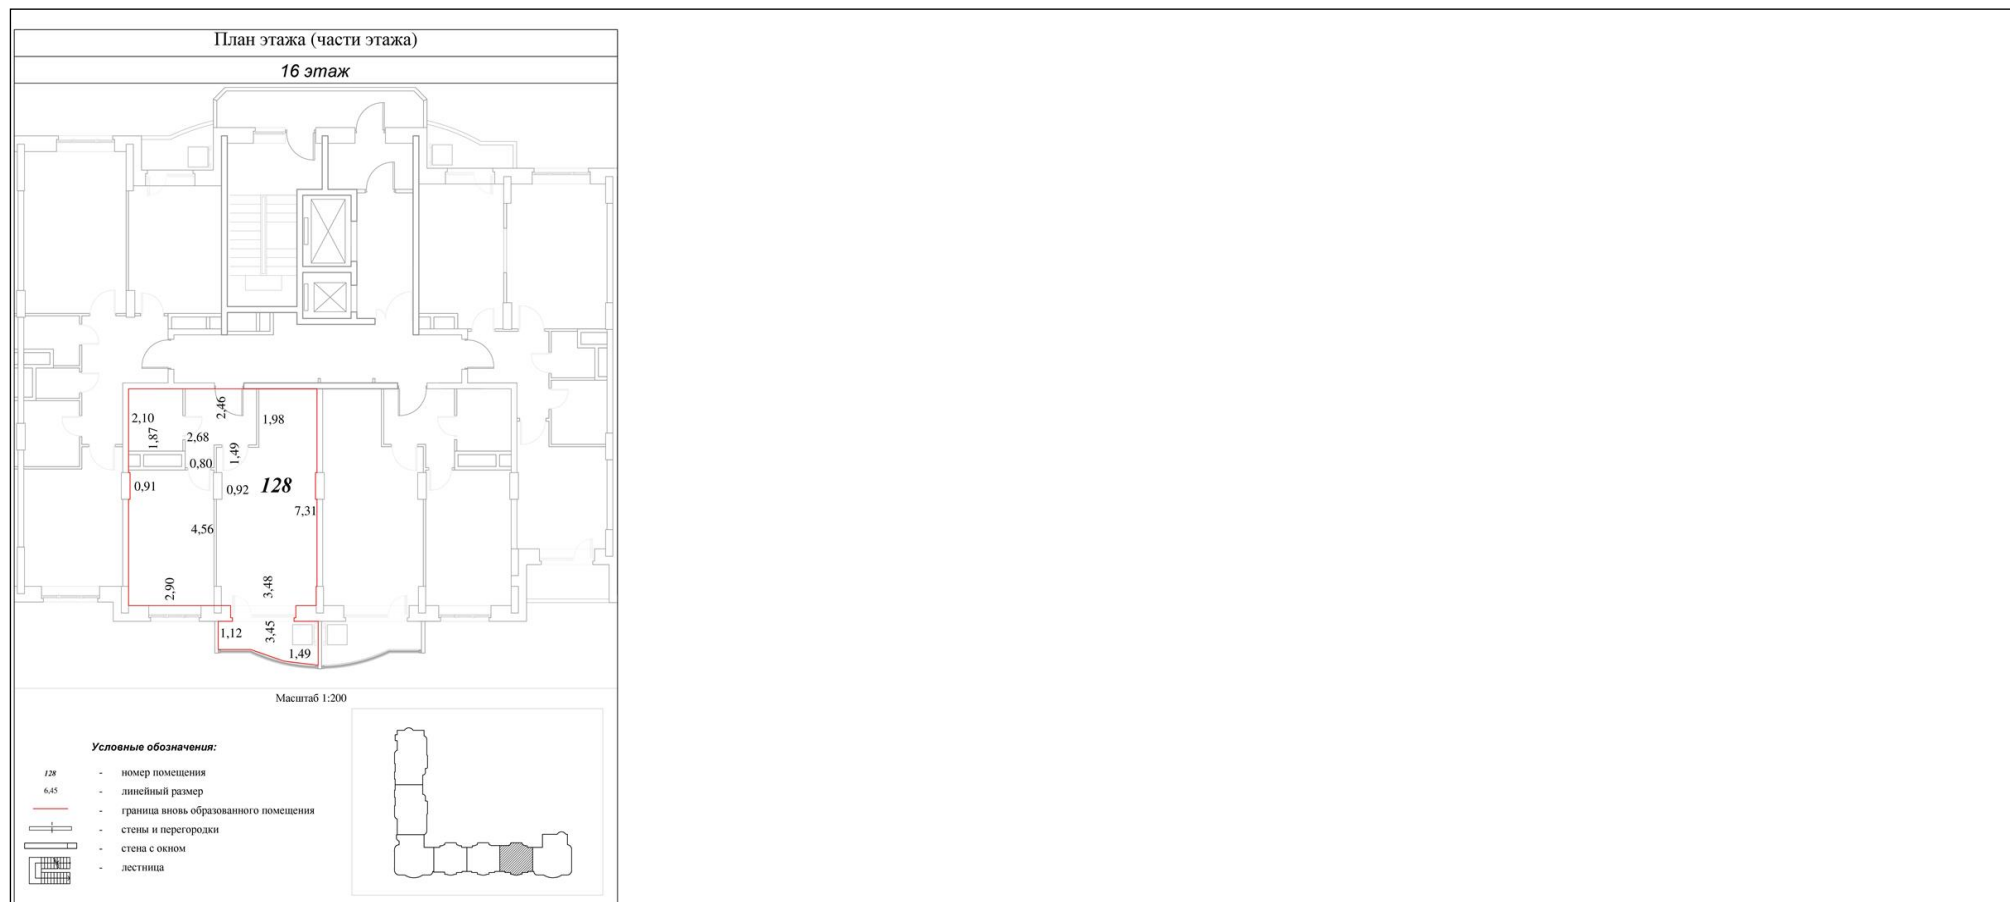 План этажа (части этажа)
16 этаж
2,10
1,87
2,46
1,98
2,68
1,49
0,80
0,91
0,92
128
7,31
4,56
2,90
3,48
1,12
3,45
1,49
Масштаб 1:200
Условные обозначения:
128 - номер помещения
6,45 - линейный размер
- граница вновь образованного помещения
- стены и перегородки
- стена с окном
- лестница